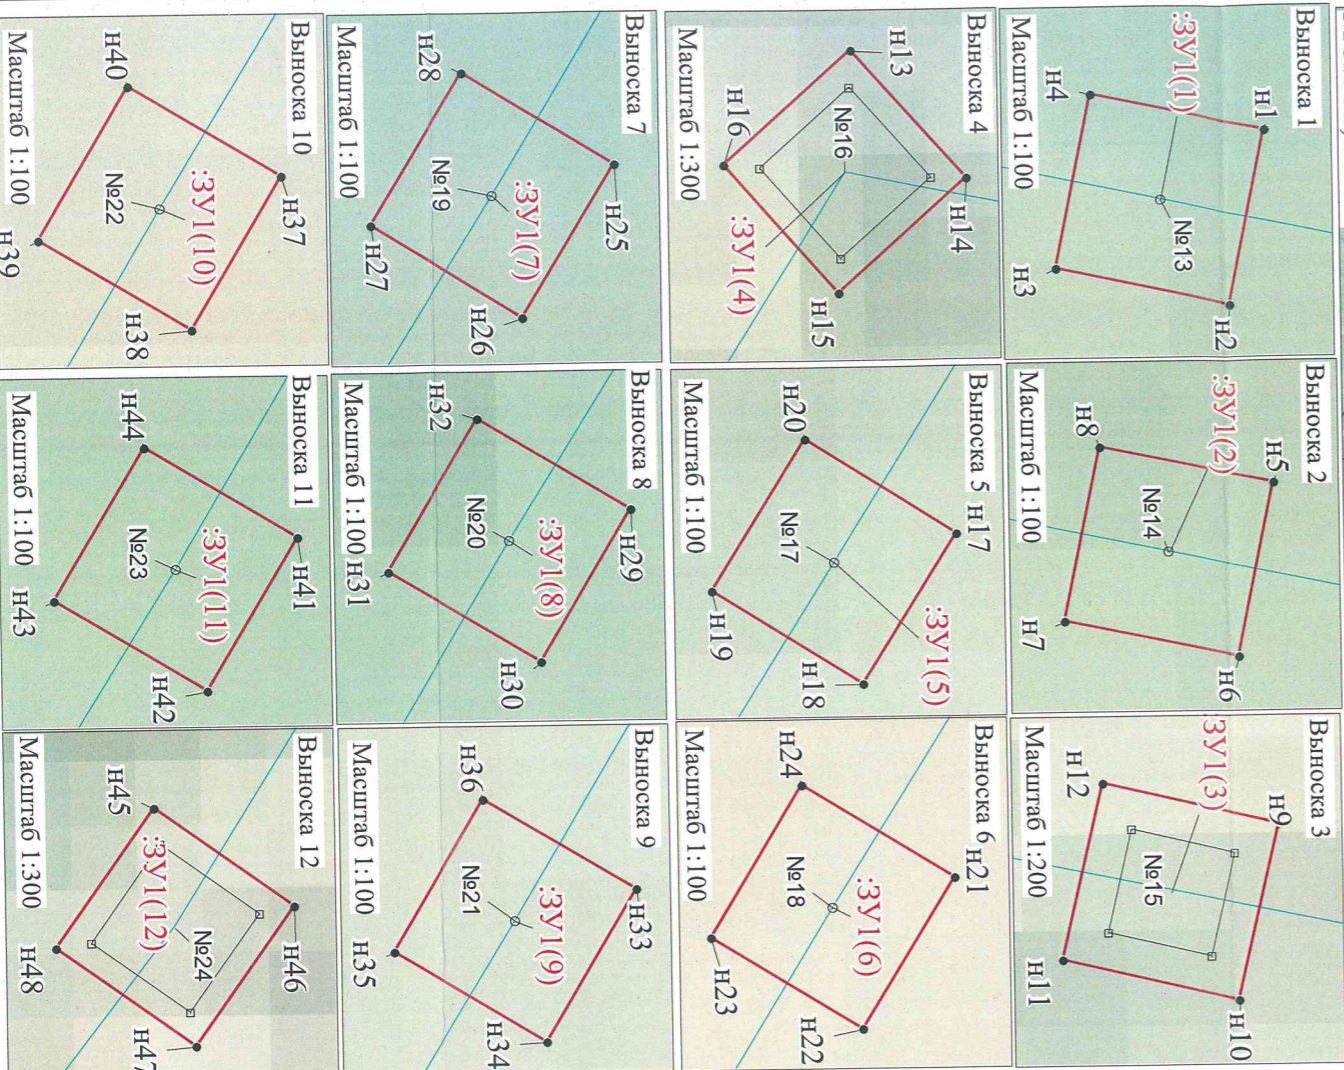 Выноска 1
:ЗУ1(1)
н1
н2
н3
н4
№13
Масштаб 1:100
Выноска 2
:ЗУ1(2)
н5
н6
н7
н8
№14
Масштаб 1:100
Выноска 3
:ЗУ1(3)
н9
н10
н11
н12
№15
Масштаб 1:200
Выноска 4
н13
н14
н15
н16
№16
:ЗУ1(4)
Масштаб 1:300
Выноска 5
н17
н18
н19
н20
№17
:ЗУ1(5)
Масштаб 1:100
Выноска 6
н21
н22
н23
н24
№18
:ЗУ1(6)
Масштаб 1:100
Выноска 7
н25
н26
н27
н28
№19
:ЗУ1(7)
Масштаб 1:100
Выноска 8
н29
н30
н31
н32
№20
:ЗУ1(8)
Масштаб 1:100
Выноска 9
н33
н34
н35
н36
№21
:ЗУ1(9)
Масштаб 1:100
Выноска 10
н37
н38
н39
н40
№22
:ЗУ1(10)
Масштаб 1:100
Выноска 11
н41
н42
н43
н44
№23
:ЗУ1(11)
Масштаб 1:100
Выноска 12
н45
н46
н47
н48
№24
:ЗУ1(12)
Масштаб 1:300